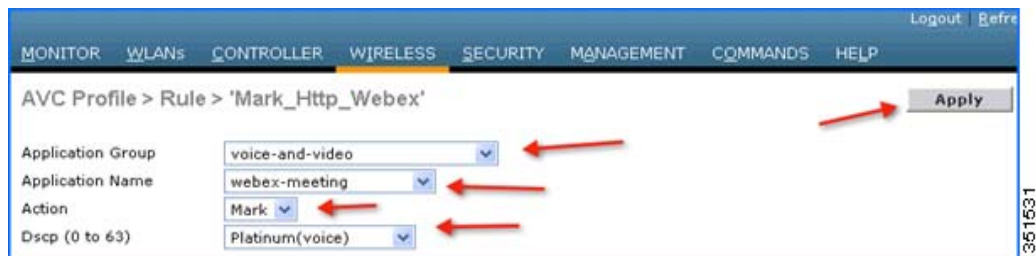 Logout | Refre
MONITOR WLANs CONTROLLER WIRELESS SECURITY MANAGEMENT COMMANDS HELP
AVC Profile > Rule > 'Mark_Http_Webex'
Apply
Application Group voice-and-video
Application Name webex-meeting
Action Mark
Dscp (0 to 63) Platinum(voice)
351531